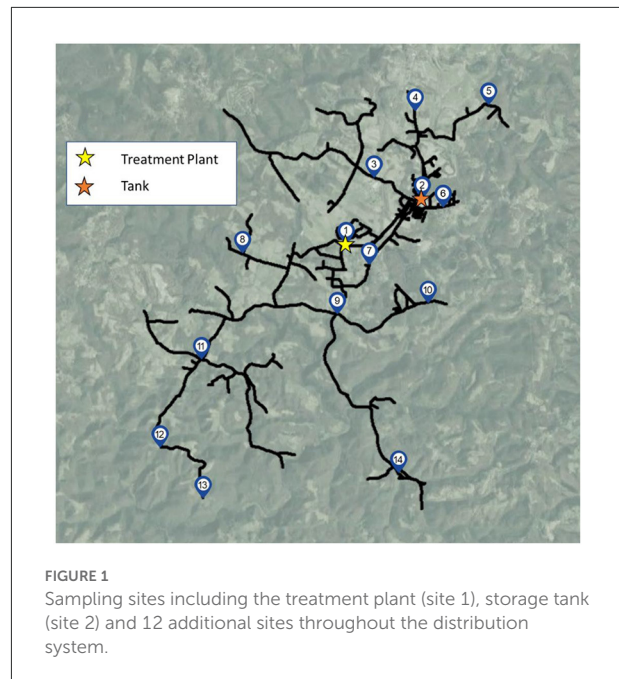 5
4
3
2
6
Treatment Plant
Tank
1
8
7
10
9
11
12
14
13
FIGURE 1
Sampling sites including the treatment plant (site 1), storage tank
(site 2) and 12 additional sites throughout the distribution
system.